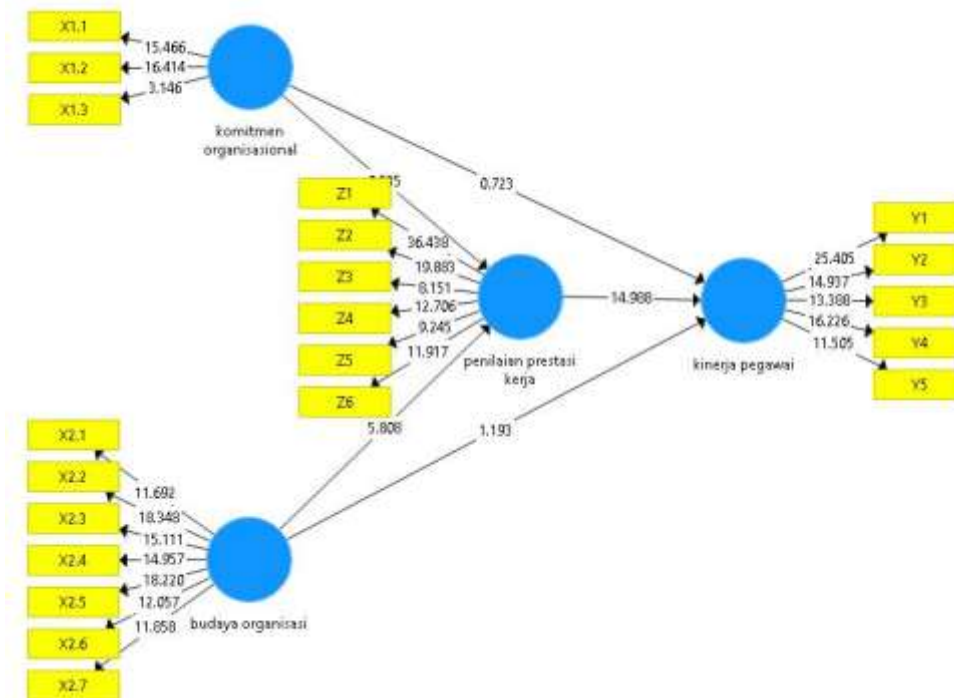 X1.1
X1.2
X1.3
15.466
16.414
3.146
komitmen
organisasional
0.723
Z1
Z2
Z3
Z4
Z5
Z6
36.438
19.883
8.151
12.706
9.245
11.917
penilaian prestasi
kerja
14.988
kinerja pegawai
Y1
Y2
Y3
Y4
Y5
25.405
14.937
13.388
16.226
11.505
5.808
1.193
X2.1
X2.2
X2.3
X2.4
X2.5
X2.6
X2.7
11.692
18.348
15.111
14.957
18.220
12.057
11.858
budaya organisasi